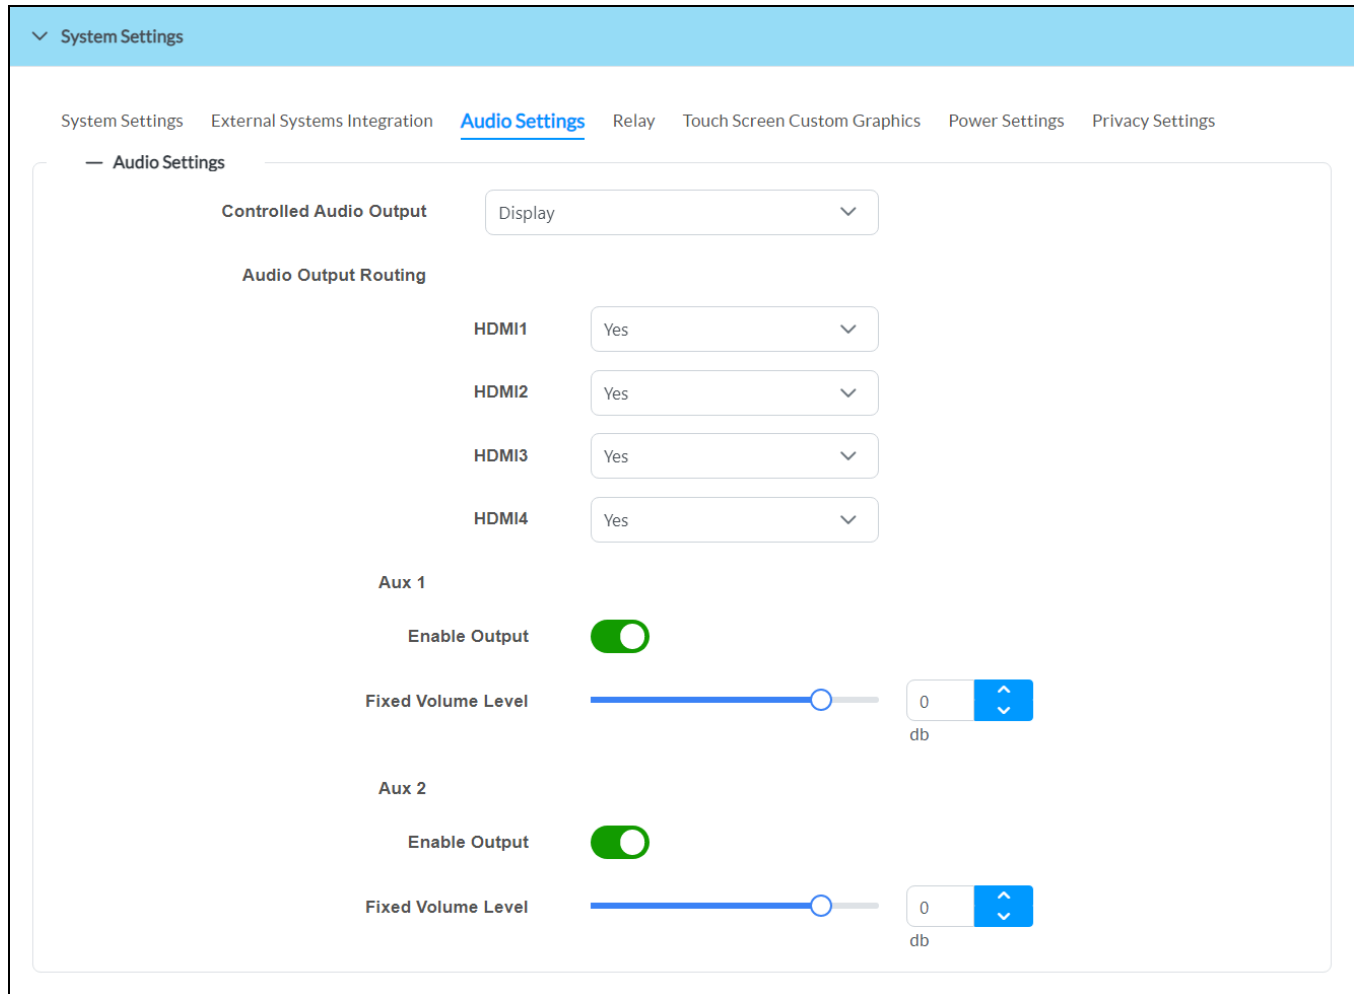 System Settings
System Settings External Systems Integration Audio Settings Relay Touch Screen Custom Graphics Power Settings Privacy Settings
Audio Settings
Controlled Audio Output Display
Audio Output Routing
HDMI1 Yes
HDMI2 Yes
HDMI3 Yes
HDMI4 Yes
Aux 1
Enable Output
Fixed Volume Level 0
db
Aux 2
Enable Output
Fixed Volume Level 0
db